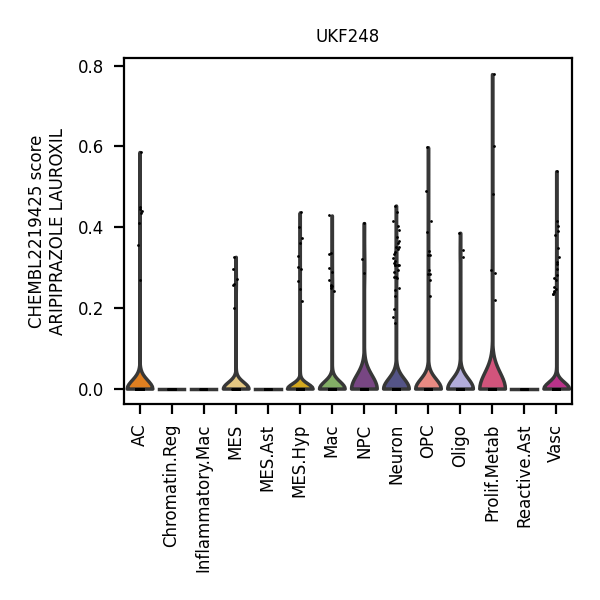 UKF248
CHEMBL2219425 score
ARIPIPRAZOLE LAUROXIL
0.8
0.6
0.4
0.2
0.0
AC
Chromatin.Reg
Inflammatory.Mac
MES
MES.Ast
MES.Hyp
Mac
NPC
Neuron
OPC
Oligo
Prolif.Metab
Reactive.Ast
Vasc